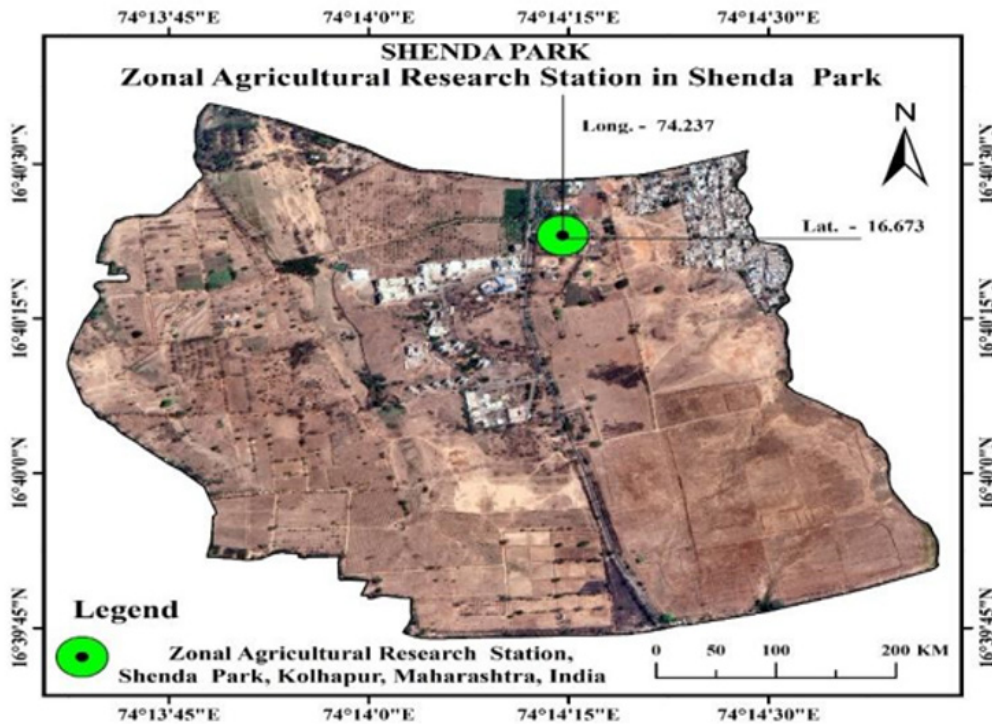 74°13'45"E 74°14'0"E 74°14'15"E 74°14'30"E
SHENDA PARK
Zonal Agricultural Research Station in Shenda Park
Long. - 74.237
N
16°40'30"N 16°40'30"N
Lat. - 16.673
16°40'15"N 16°40'15"N
16°40'0"N 16°40'0"N
16°39'45"N 16°39'45"N
Legend
Zonal Agricultural Research Station,
Shenda Park, Kolhapur, Maharashtra, India
0 50 100 200 KM
74°13'45"E 74°14'0"E 74°14'15"E 74°14'30"E